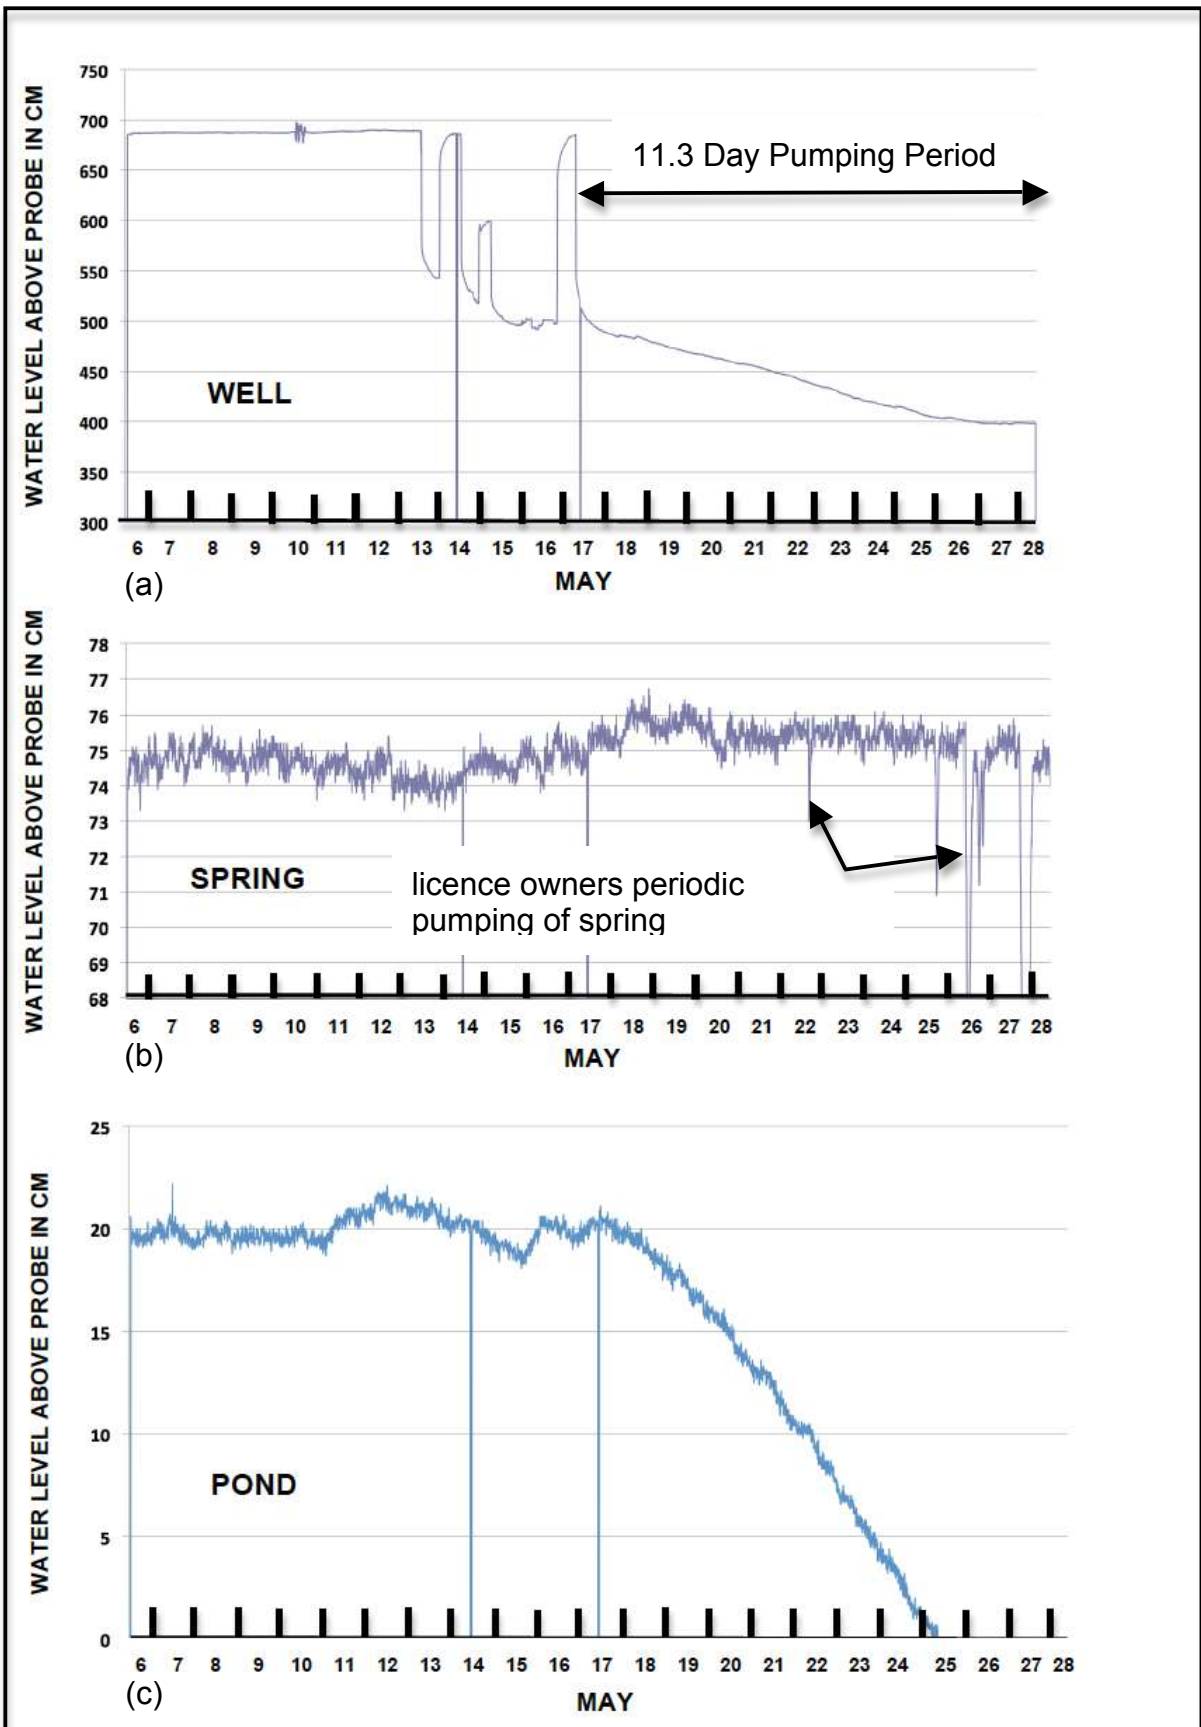 WATER LEVEL ABOVE PROBE IN CM
750
700
650
600
550
500
450
400
350
300
11.3 Day Pumping Period
WELL
6 7 8 9 10 11 12 13 14 15 16 17 18 19 20 21 22 23 24 25 26 27 28
(a)
MAY
WATER LEVEL ABOVE PROBE IN CM
78
77
76
75
74
73
72
71
70
69
68
SPRING
licence owners periodic
pumping of spring
6 7 8 9 10 11 12 13 14 15 16 17 18 19 20 21 22 23 24 25 26 27 28
(b)
MAY
WATER LEVEL ABOVE PROBE IN CM
25
20
15
10
5
0
POND
6 7 8 9 10 11 12 13 14 15 16 17 18 19 20 21 22 23 24 25 26 27 28
(c)
MAY